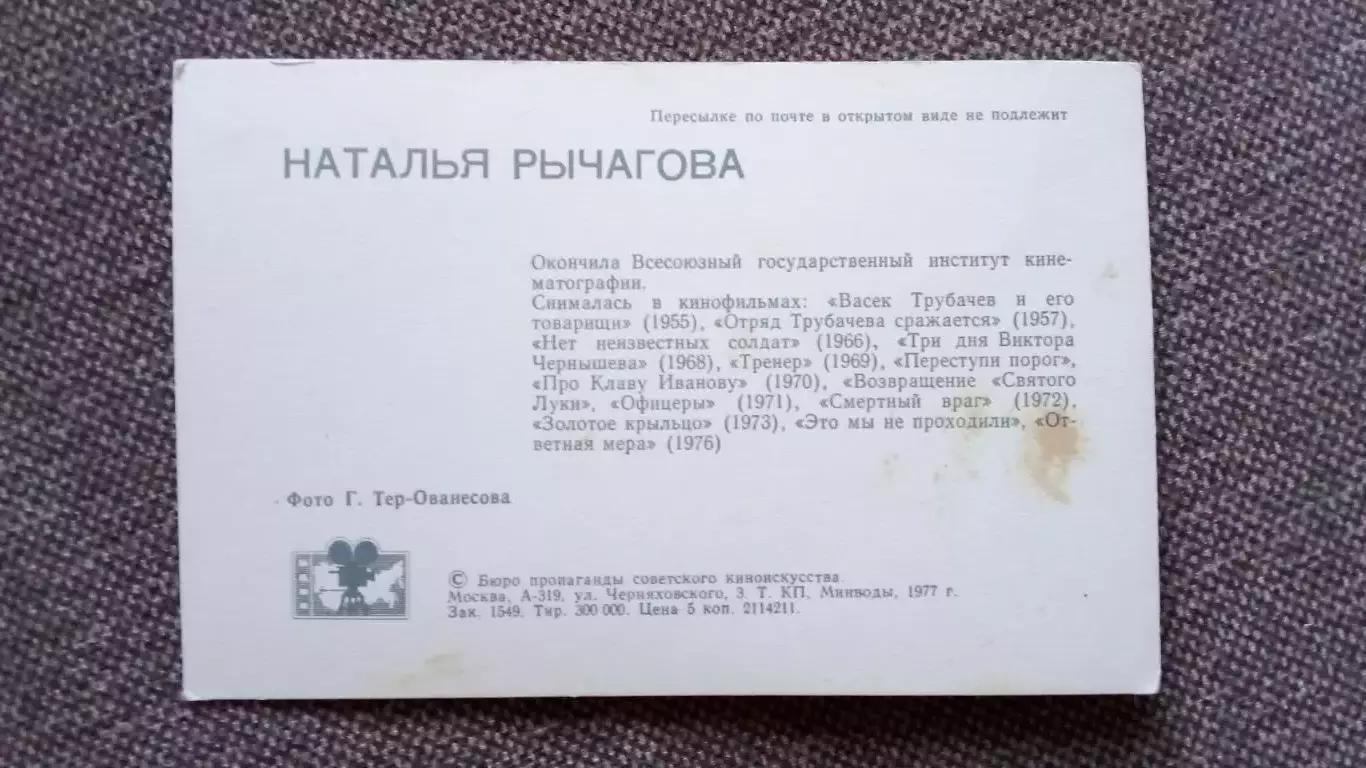 Пересылке по почте в открытом виде не подлежит
НАТАЛЬЯ РЫЧАГОВА
Окончила Всесоюзный государственный институт кине-
матографии.
Снималась в кинофильмах: «Васек Трубачев и его
товарищи» (1955), «Отряд Трубачева сражается» (1957),
«Нет неизвестных солдат» (1966), «Три дня Виктора
Чернышева» (1968), «Тренер» (1969), «Переступи порог»,
«Про Клаву Иванову» (1970), «Возвращение «Святого
Луки», «Офицеры» (1971), «Смертный враг» (1972),
«Золотое крыльцо» (1973), «Это мы не проходили», «От-
ветная мера» (1976)
Фото Г. Тер-Ованесова
© Бюро пропаганды советского киноискусства.
Москва, А-319, ул. Черняховского, 3. Т. КП, Минводы, 1977 г.
Зак. 1549. Тир. 300 000. Цена 5 коп. 2114211.